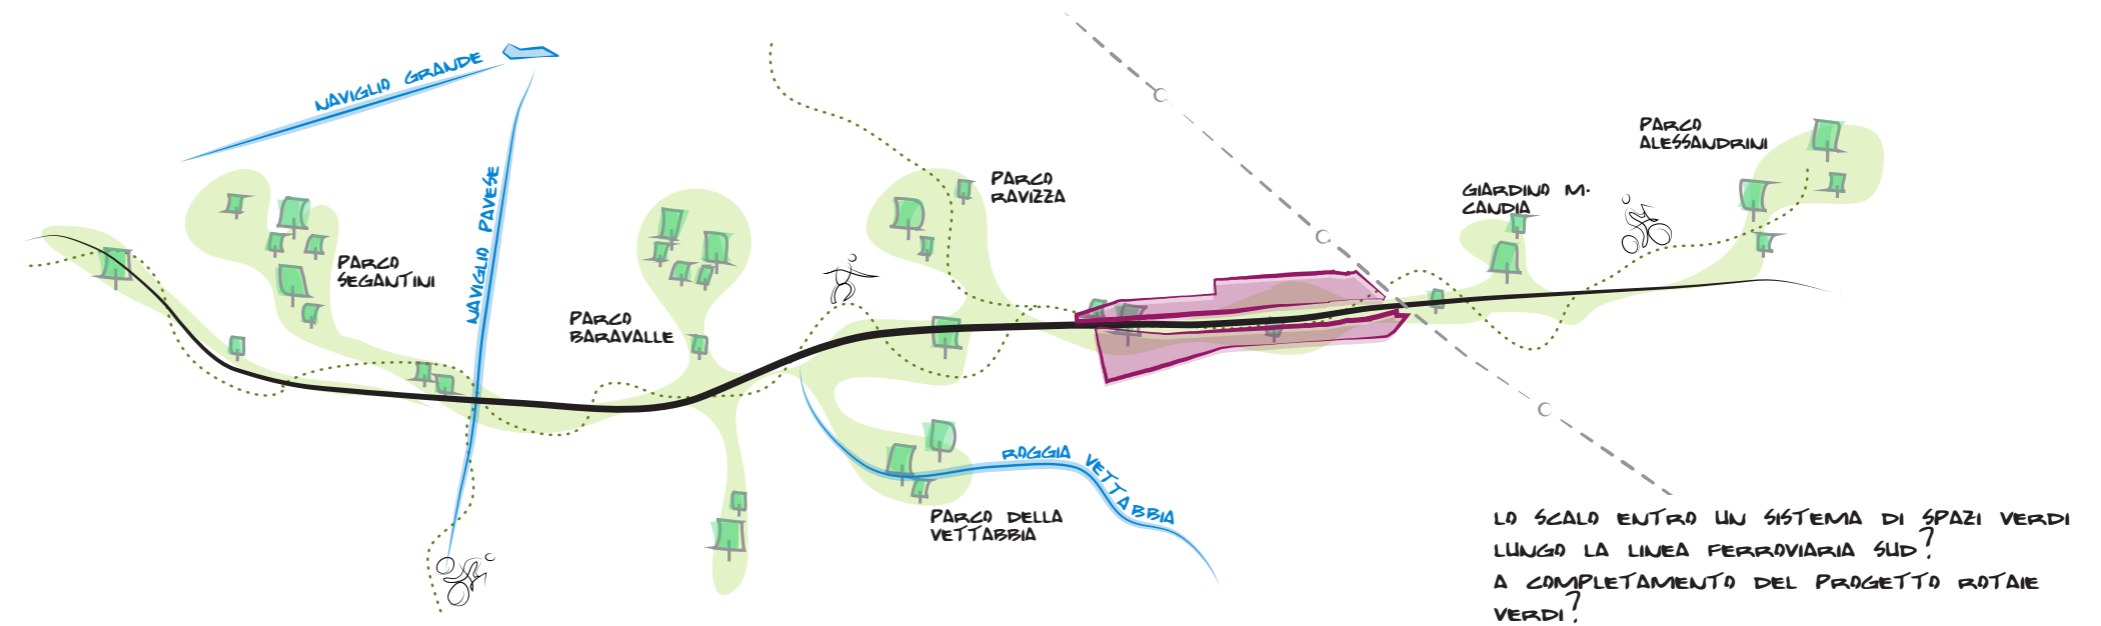 NAVIGLIO GRANDE
NAVIGLIO PAVESE
PARCO
SEGANTINI
PARCO
BARAVALLE
PARCO
RAVIZZA
PARCO DELLA
VETTABBIA
ROGGIA VETTABBIA
GIARDINO M.
CANDIA
PARCO
ALESSANDRINI
LO SCALO ENTRO UN SISTEMA DI SPAZI VERDI
LUNGO LA LINEA FERROVIARIA SUD?
A COMPLETAMENTO DEL PROGETTO ROTAIE
VERDI?